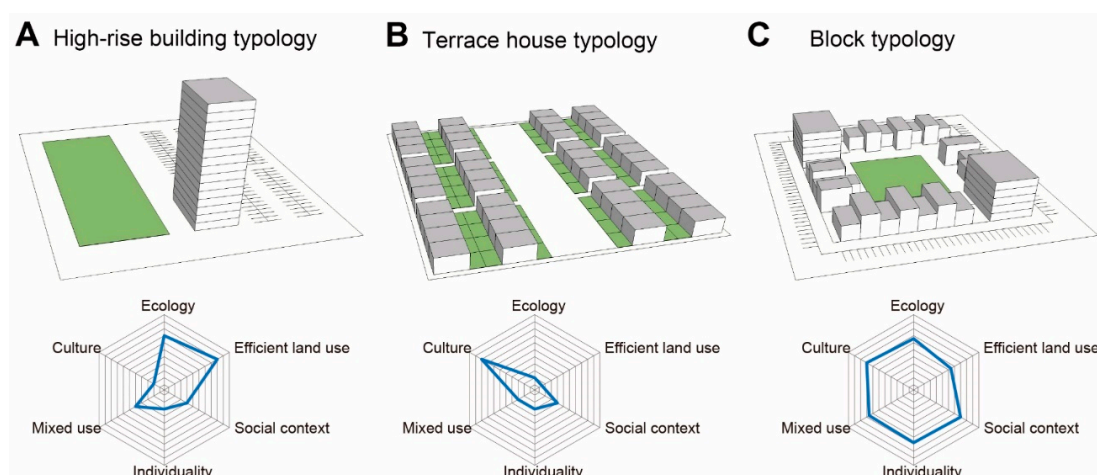 A High-rise building typology
B Terrace house typology
C Block typology
Ecology
Culture
Efficient land use
Mixed use
Social context
Individuality
Ecology
Culture
Efficient land use
Mixed use
Social context
Individuality
Ecology
Culture
Efficient land use
Mixed use
Social context
Individuality